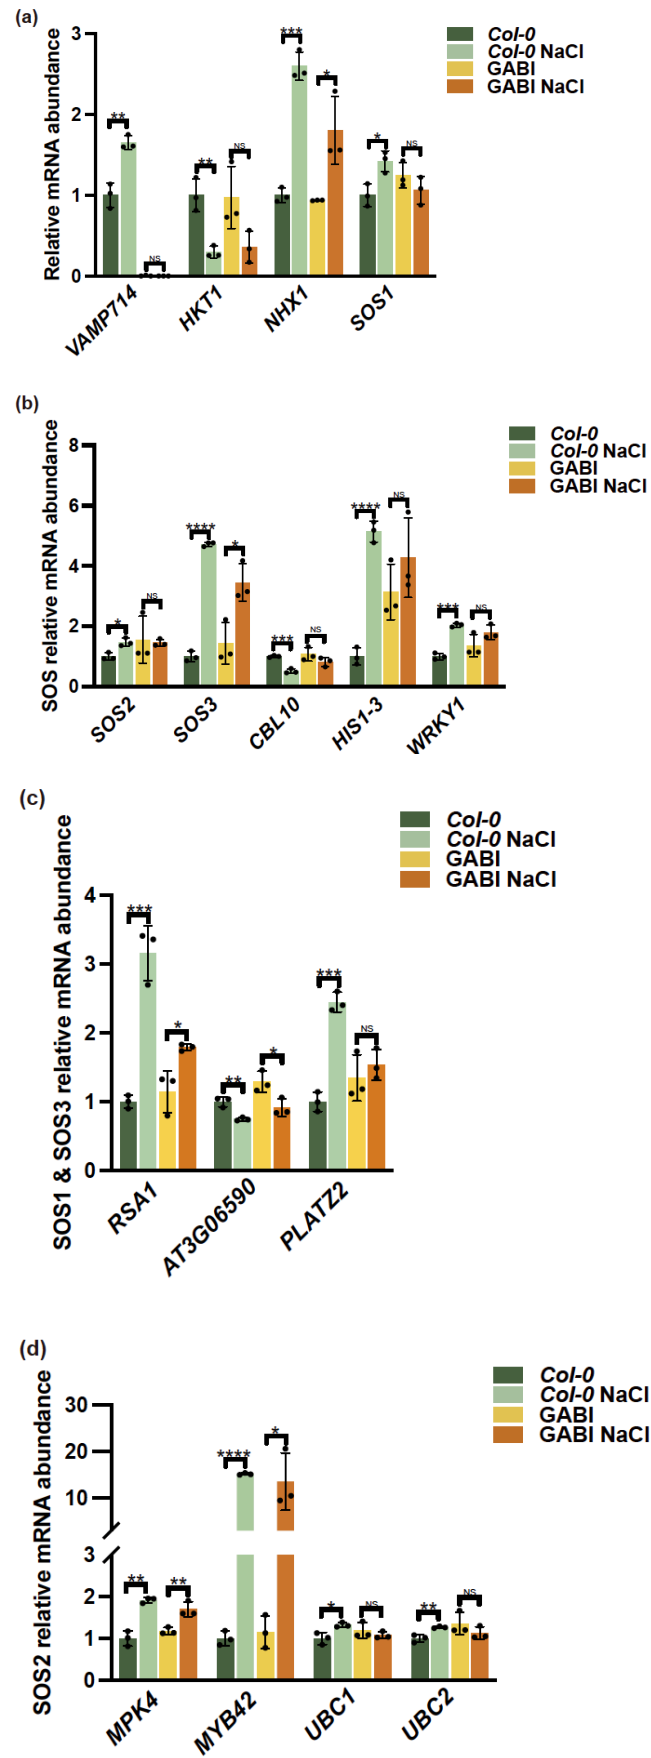 (a)
Relative mRNA abundance
3
2
1
0
** NS ** NS *** * * NS
VAMP714 HKT1 NHX1 SOS1
Col-0
Col-0 NaCl
GABI
GABI NaCl
(b)
SOS relative mRNA abundance
8
6
4
2
0
* NS **** * *** NS **** NS *** NS
SOS2 SOS3 CBL10 HIS1-3 WRKY1
Col-0
Col-0 NaCl
GABI
GABI NaCl
(c)
SOS1 & SOS3 relative mRNA abundance
4
3
2
1
0
*** * ** * *** NS
RSA1 AT3G06590 PLATZ2
Col-0
Col-0 NaCl
GABI
GABI NaCl
(d)
SOS2 relative mRNA abundance
30
20
10
3
2
1
0
** ** **** * * NS ** NS
MPK4 MYB42 UBC1 UBC2
Col-0
Col-0 NaCl
GABI
GABI NaCl